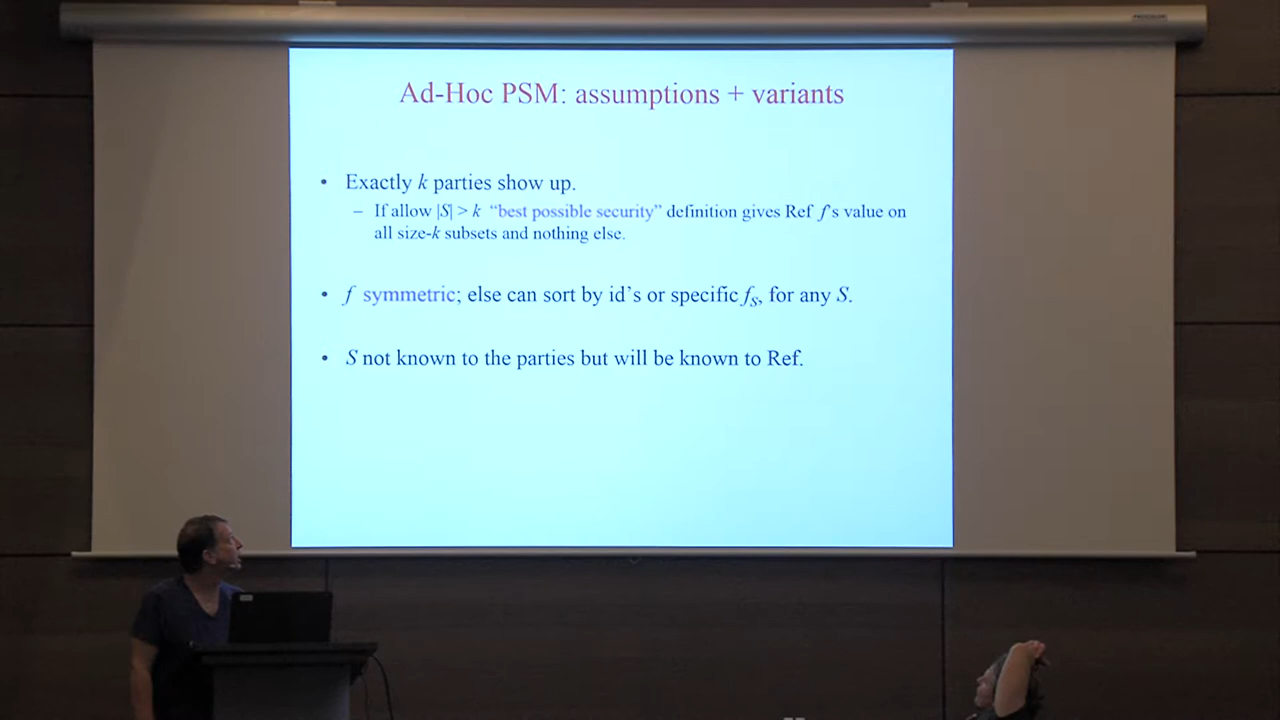 Ad-Hoc PSM: assumptions + variants
• Exactly k parties show up.
– If allow |S| > k “best possible security” definition gives Ref f's value on
all size-k subsets and nothing else.
• f symmetric; else can sort by id’s or specific fS, for any S.
• S not known to the parties but will be known to Ref.